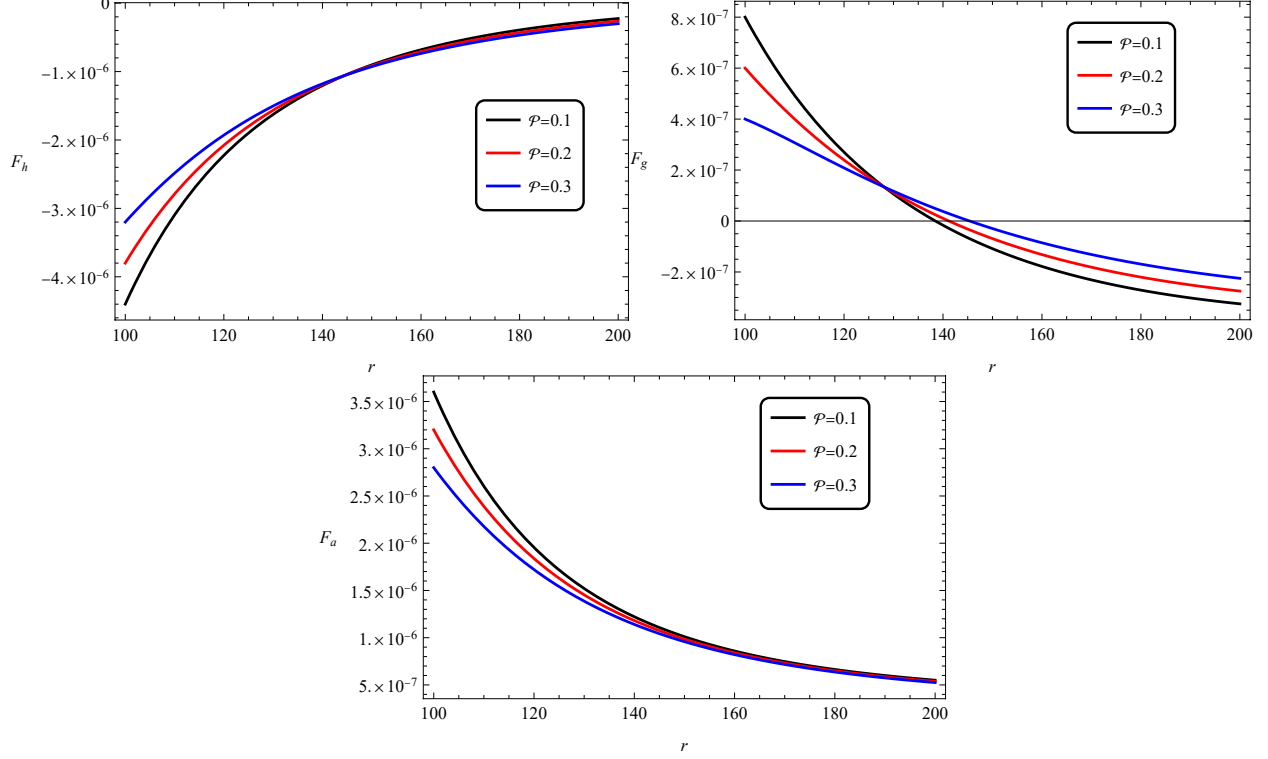 0
−1.×10⁻⁶
−2.×10⁻⁶
−3.×10⁻⁶
−4.×10⁻⁶
F_h
100
120
140
160
180
200
r
𝒫=0.1
𝒫=0.2
𝒫=0.3
8.×10⁻⁷
6.×10⁻⁷
4.×10⁻⁷
2.×10⁻⁷
0
−2.×10⁻⁷
F_g
100
120
140
160
180
200
r
𝒫=0.1
𝒫=0.2
𝒫=0.3
3.5×10⁻⁶
3.×10⁻⁶
2.5×10⁻⁶
2.×10⁻⁶
1.5×10⁻⁶
1.×10⁻⁶
5.×10⁻⁷
F_a
100
120
140
160
180
200
r
𝒫=0.1
𝒫=0.2
𝒫=0.3